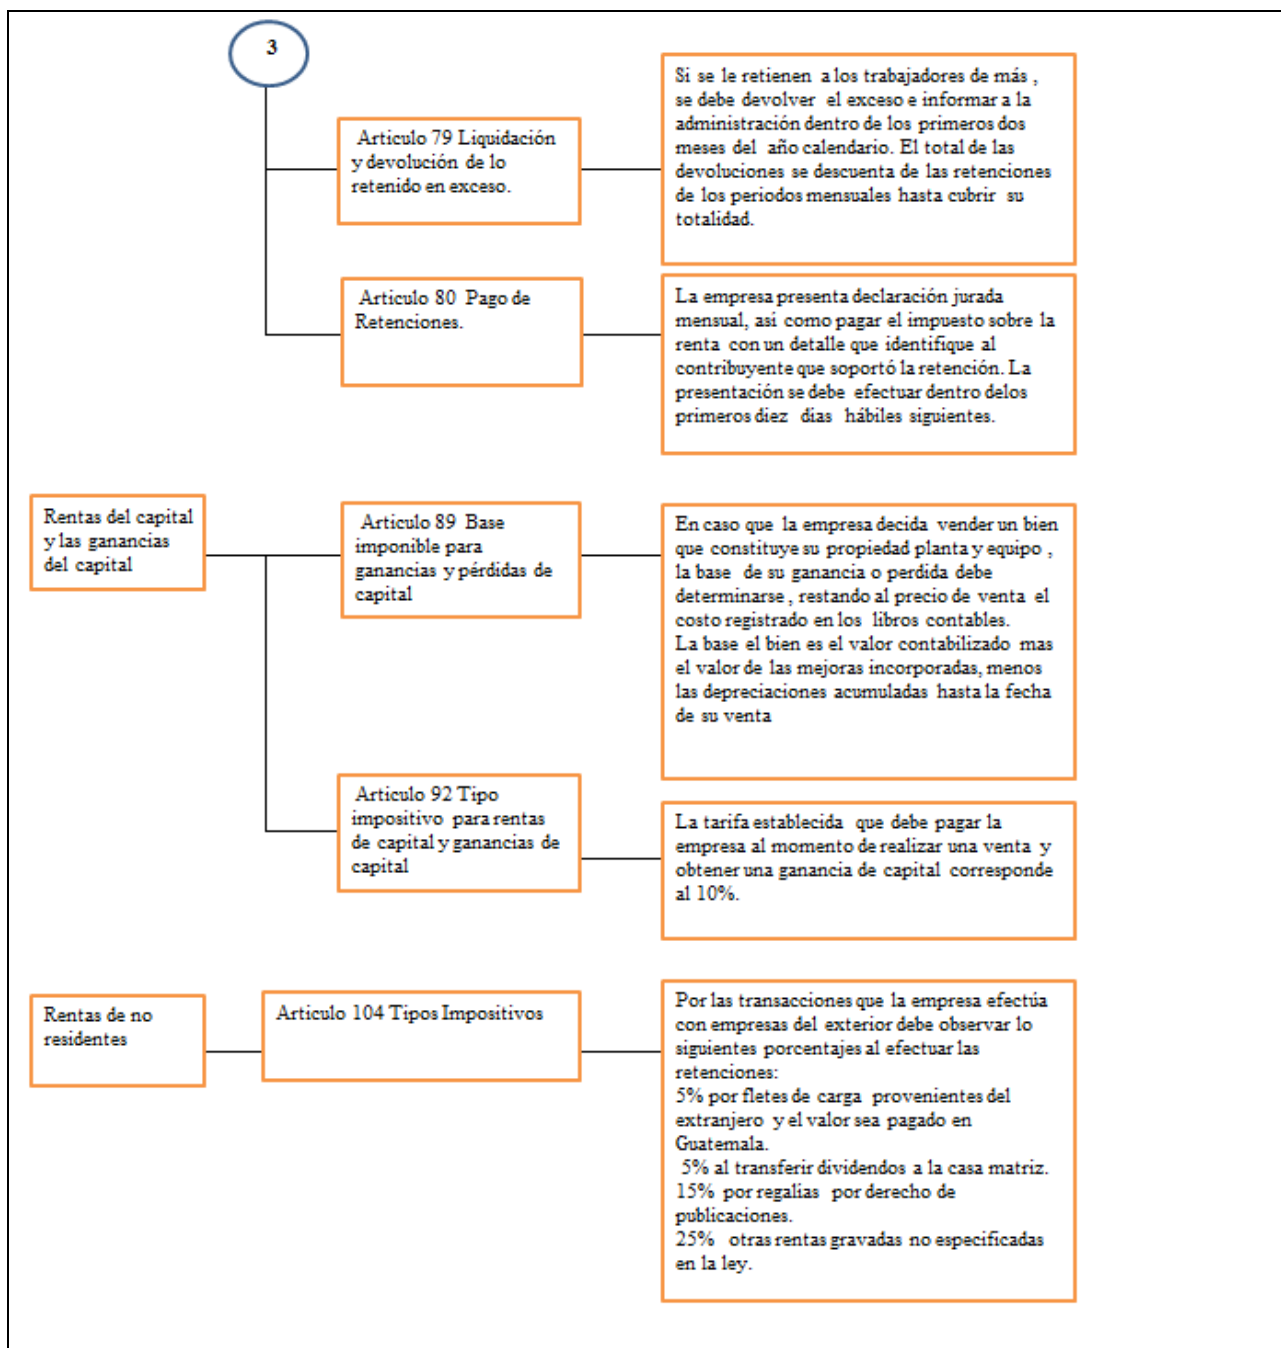 3
Articulo 79 Liquidación
y devolución de lo
retenido en exceso.
Si se le retienen a los trabajadores de más ,
se debe devolver el exceso e informar a la
administración dentro de los primeros dos
meses del año calendario. El total de las
devoluciones se descuenta de las retenciones
de los periodos mensuales hasta cubrir su
totalidad.
Articulo 80 Pago de
Retenciones.
La empresa presenta declaración jurada
mensual, así como pagar el impuesto sobre la
renta con un detalle que identifique al
contribuyente que soportó la retención. La
presentación se debe efectuar dentro delos
primeros diez dias hábiles siguientes.
Rentas del capital
y las ganancias
del capital
Articulo 89 Base
imponible para
ganancias y pérdidas de
capital
En caso que la empresa decida vender un bien
que constituye su propiedad planta y equipo ,
la base de su ganancia o perdida debe
determinarse , restando al precio de venta el
costo registrado en los libros contables.
La base el bien es el valor contabilizado mas
el valor de las mejoras incorporadas, menos
las depreciaciones acumuladas hasta la fecha
de su venta
Articulo 92 Tipo
impositivo para rentas
de capital y ganancias de
capital
La tarifa establecida que debe pagar la
empresa al momento de realizar una venta y
obtener una ganancia de capital corresponde
al 10%.
Rentas de no
residentes
Articulo 104 Tipos Impositivos
Por las transacciones que la empresa efectúa
con empresas del exterior debe observar lo
siguientes porcentajes al efectuar las
retenciones:
5% por fletes de carga provenientes del
extranjero y el valor sea pagado en
Guatemala.
5% al transferir dividendos a la casa matriz.
15% por regalias por derecho de
publicaciones.
25% otras rentas gravadas no especificadas
en la ley.